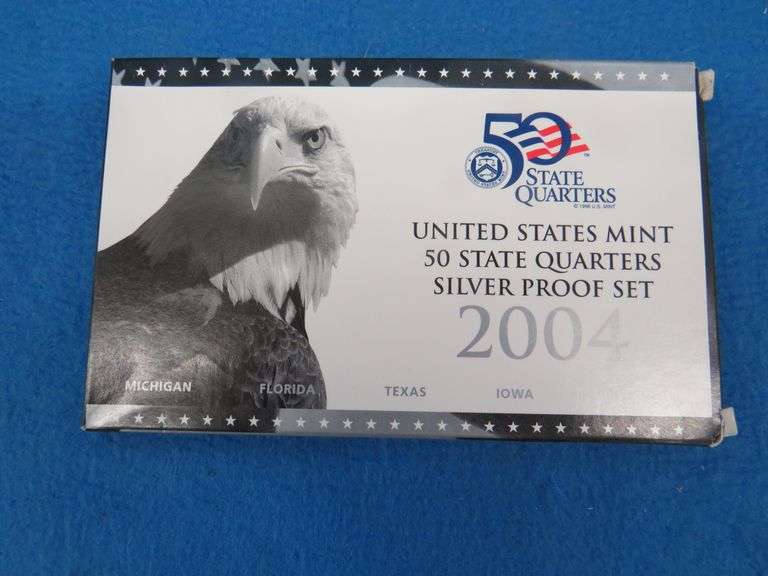 50
STATE
QUARTERS
© 1998 U.S. MINT
UNITED STATES MINT
50 STATE QUARTERS
SILVER PROOF SET
2004
MICHIGAN FLORIDA TEXAS IOWA